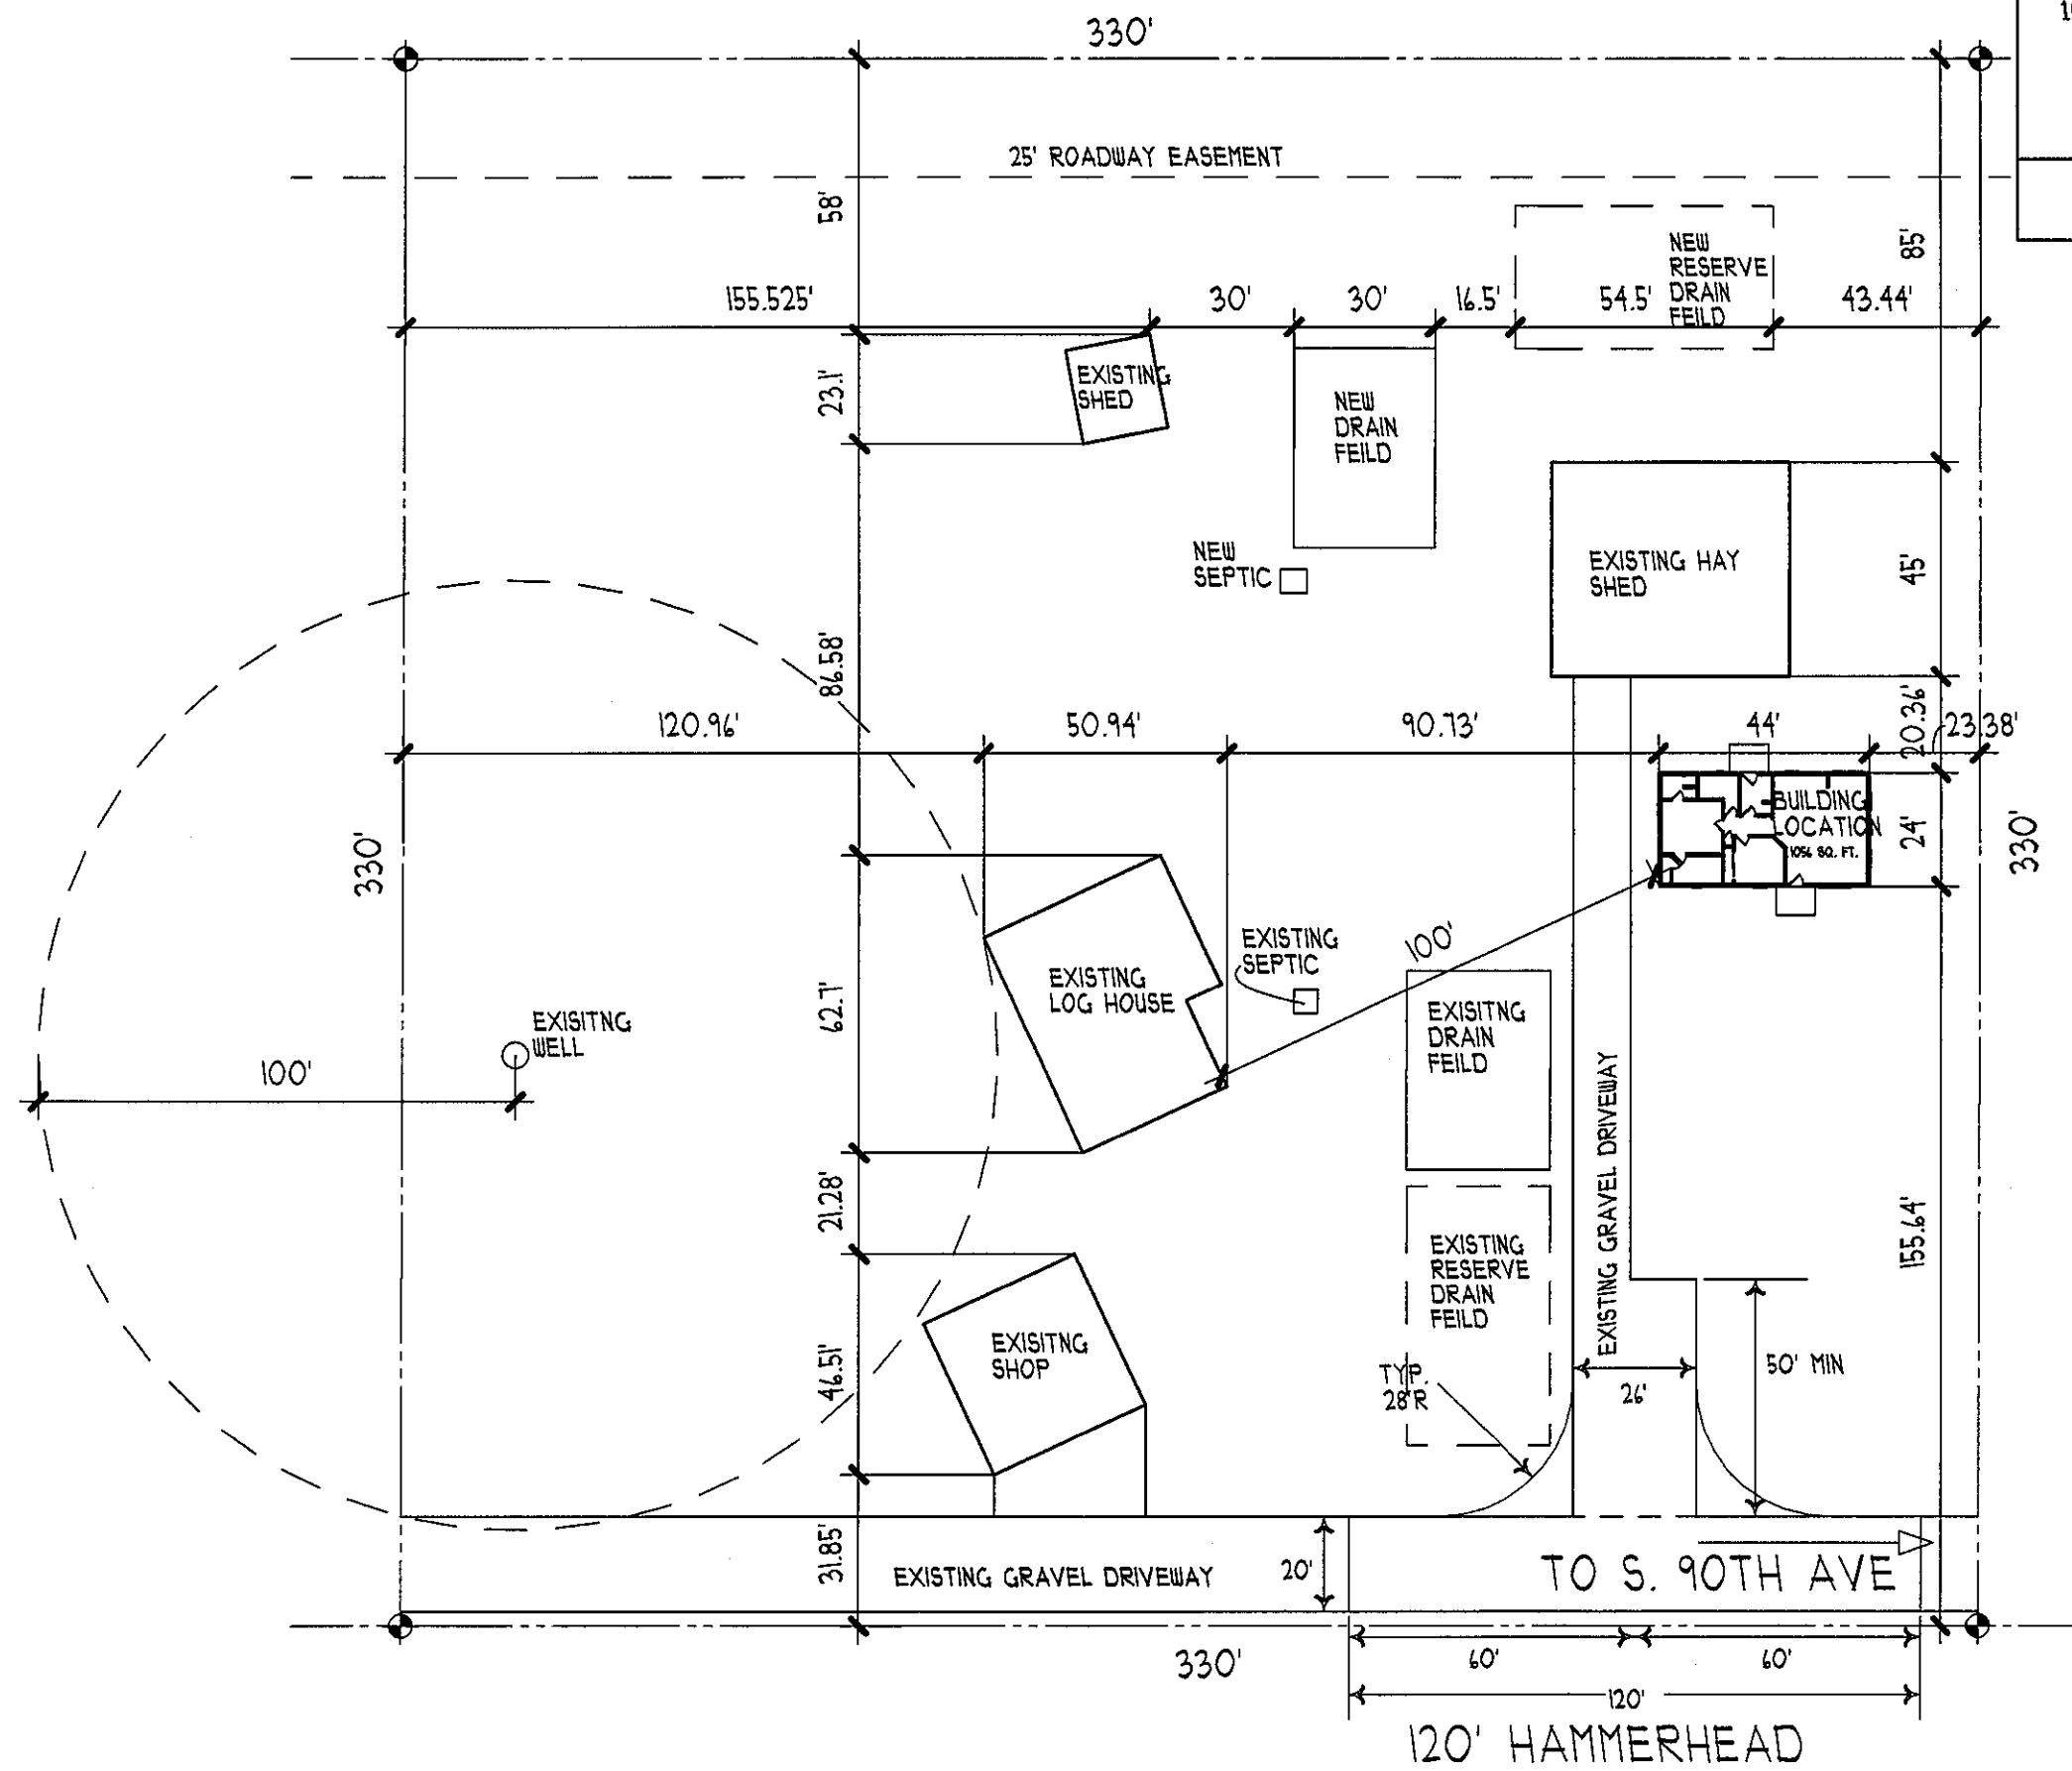 330'
25' ROADWAY EASEMENT
58'
85'
NEW
RESERVE
DRAIN
FEILD
155.525'
30'
30'
16.5'
54.5'
43.44'
23.1'
EXISTING
SHED
NEW
DRAIN
FEILD
NEW
SEPTIC
EXISTING HAY
SHED
45'
86.58'
120.96'
50.94'
90.73'
44'
20.36'
23.38'
BUILDING
LOCATION
1056 SQ. FT.
24'
330'
330'
100'
EXISTING
SEPTIC
EXISTING
LOG HOUSE
62.7'
EXISITNG
WELL
100'
EXISITNG
DRAIN
FEILD
EXISTING GRAVEL DRIVEWAY
21.28'
155.64'
EXISTING
RESERVE
DRAIN
FEILD
EXISITNG
SHOP
46.51'
TYP.
28'R
26'
50' MIN
31.85'
EXISTING GRAVEL DRIVEWAY
20'
TO S. 90TH AVE
330'
60'
60'
120'
120' HAMMERHEAD